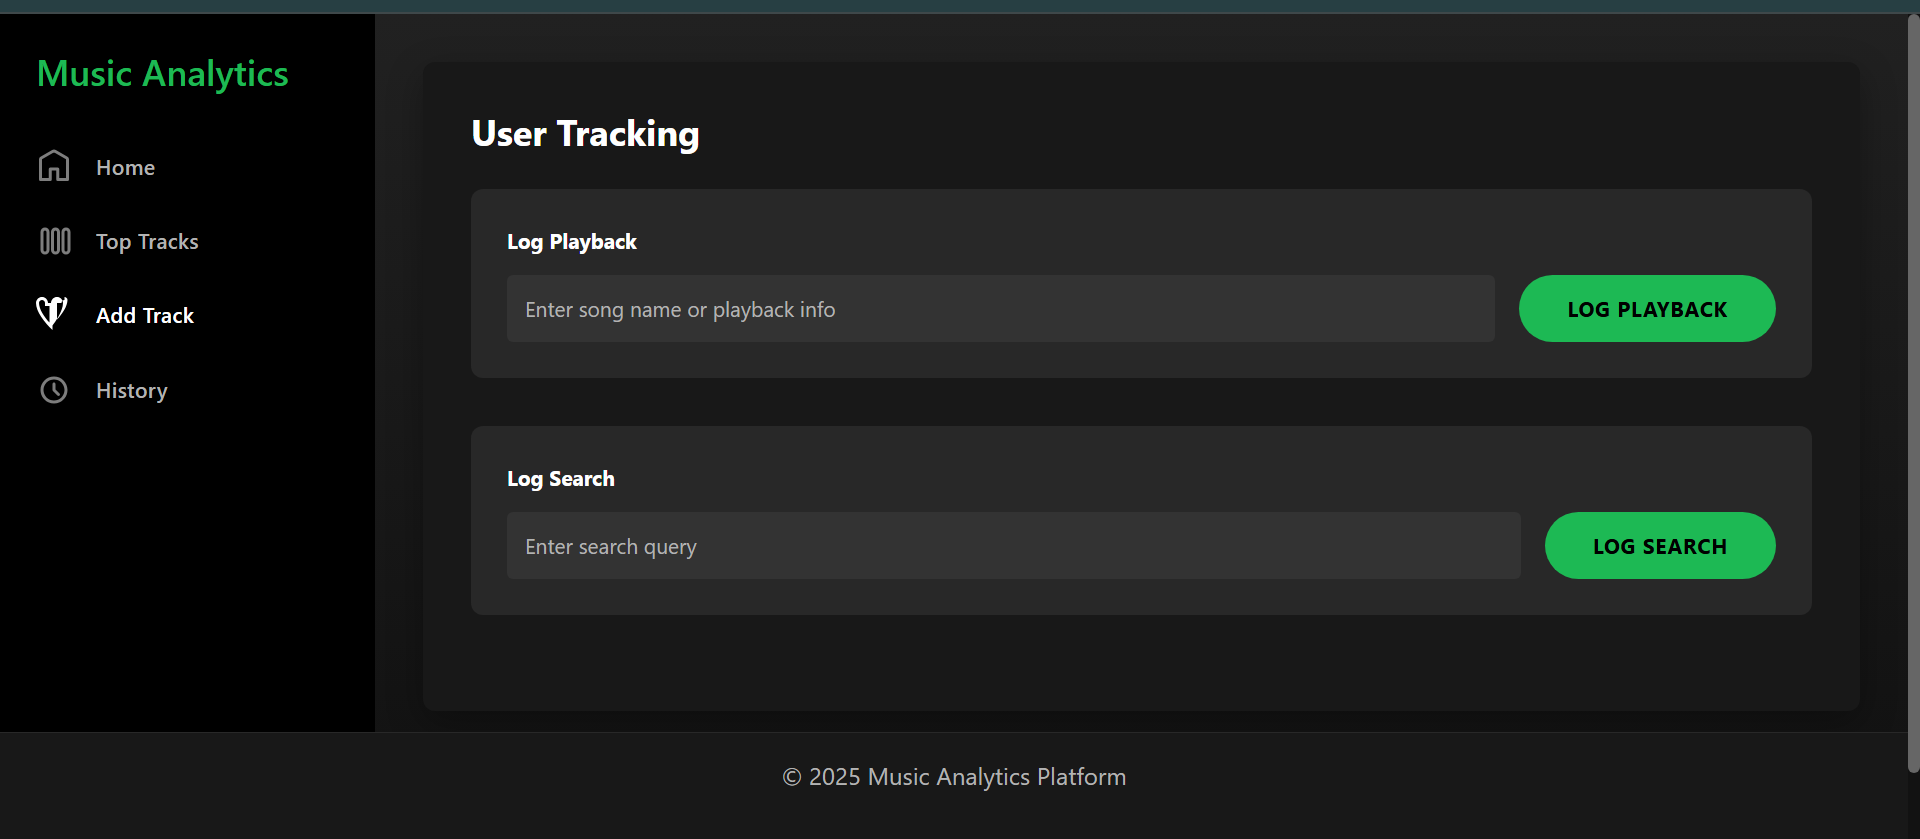 Music Analytics
Home
Top Tracks
Add Track
History
User Tracking
Log Playback
Enter song name or playback info
LOG PLAYBACK
Log Search
Enter search query
LOG SEARCH
© 2025 Music Analytics Platform